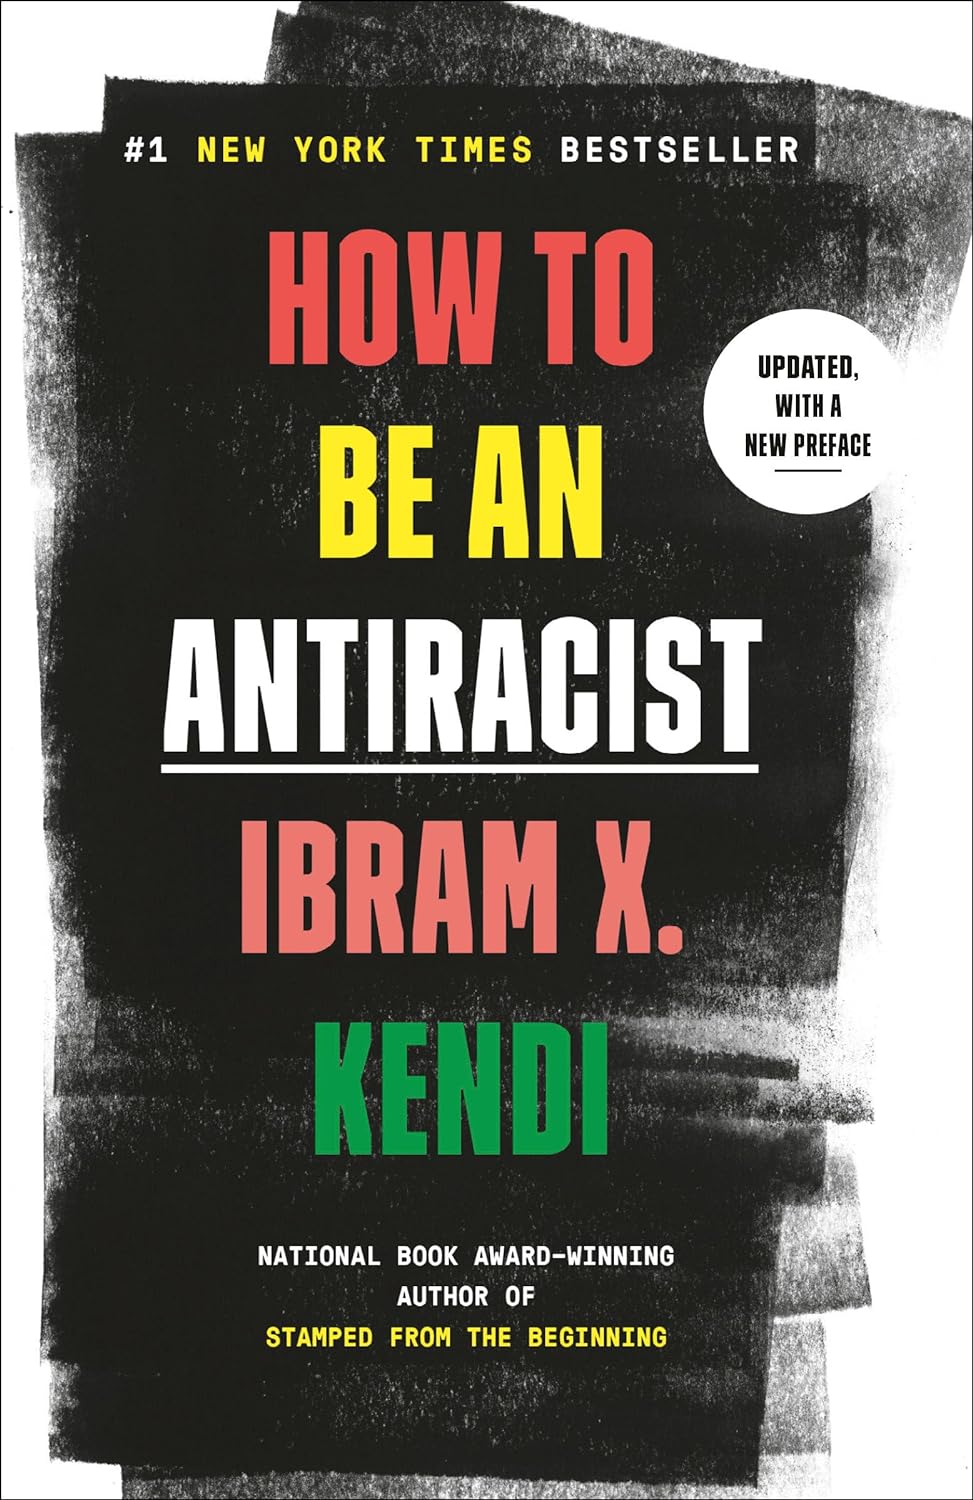 #1 NEW YORK TIMES BESTSELLER
HOW TO
BE AN
ANTIRACIST
IBRAM X.
KENDI
UPDATED,
WITH A
NEW PREFACE
NATIONAL BOOK AWARD–WINNING
AUTHOR OF
STAMPED FROM THE BEGINNING